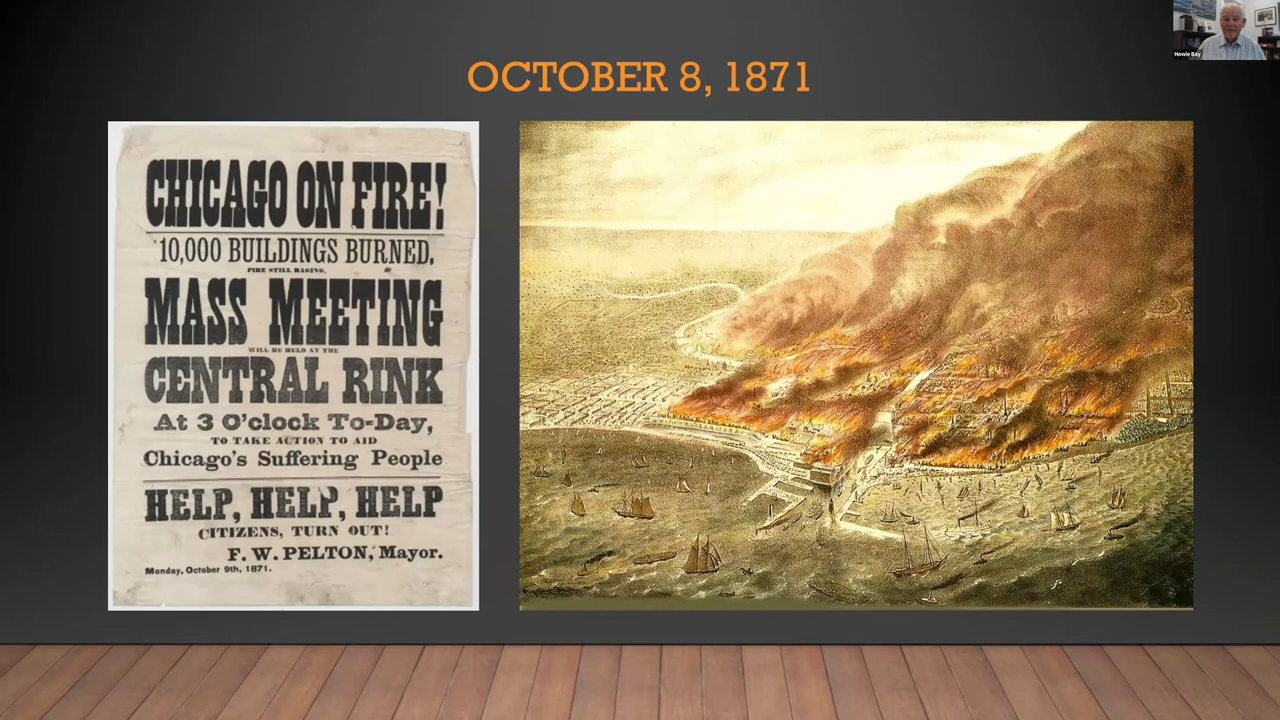 OCTOBER 8, 1871
Howie Bay
CHICAGO ON FIRE!
10,000 BUILDINGS BURNED,
FIRE STILL RAGING,
MASS MEETING
WILL BE HELD AT THE
CENTRAL RINK
At 3 O'clock To-Day,
TO TAKE ACTION TO AID
Chicago's Suffering People
HELP, HELP, HELP
CITIZENS, TURN OUT!
F. W. PELTON, Mayor.
Monday, October 9th, 1871.